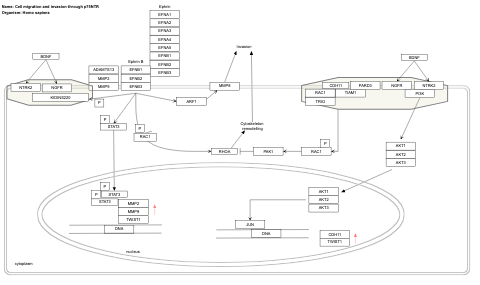 Name: Cell migration and invasion through p75NTR
Organism: Homo sapiens
Ephrin
EFNA1
EFNA2
EFNA3
EFNA4
EFNA5
EFNB1
EFNB2
EFNB3
Invasion
BDNF
BDNF
Ephrin B
ADAMTS13
EFNB1
MMP2
EFNB2
MMP9
EFNB3
NTRK2
NGFR
KIDINS220
P
ARF1
MMP9
CDH11
PARD3
NGFR
NTRK2
RAC1
TIAM1
PI3K
TRIO
P
STAT3
P
RAC1
Cytoskeleton
remodelling
RHOA
PAK1
P
RAC1
AKT1
AKT2
AKT3
P
P
STAT3
STAT3
MMP2
MMP9
TWIST1
DNA
AKT1
AKT2
AKT3
JUN
DNA
CDH11
TWIST1
nucleus
cytoplasm